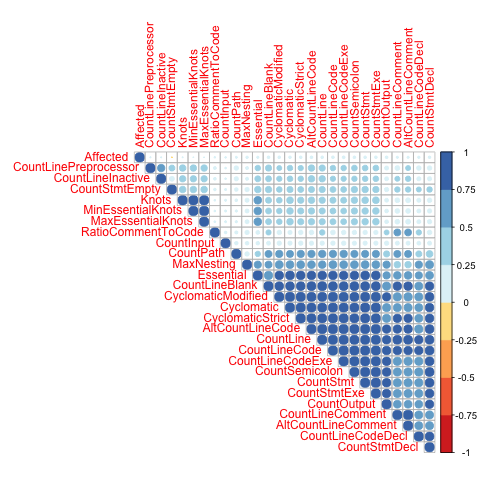 Affected
CountLinePreprocessor
CountLineInactive
CountStmtEmpty
Knots
MinEssentialKnots
MaxEssentialKnots
RatioCommentToCode
CountInput
CountPath
MaxNesting
Essential
CountLineBlank
CyclomaticModified
Cyclomatic
CyclomaticStrict
AltCountLineCode
CountLine
CountLineCode
CountLineCodeExe
CountSemicolon
CountStmt
CountStmtExe
CountOutput
CountLineComment
AltCountLineComment
CountLineCodeDecl
CountStmtDecl
Affected
CountLinePreprocessor
CountLineInactive
CountStmtEmpty
Knots
MinEssentialKnots
MaxEssentialKnots
RatioCommentToCode
CountInput
CountPath
MaxNesting
Essential
CountLineBlank
CyclomaticModified
Cyclomatic
CyclomaticStrict
AltCountLineCode
CountLine
CountLineCode
CountLineCodeExe
CountSemicolon
CountStmt
CountStmtExe
CountOutput
CountLineComment
AltCountLineComment
CountLineCodeDecl
CountStmtDecl
1
0.75
0.5
0.25
0
-0.25
-0.5
-0.75
-1